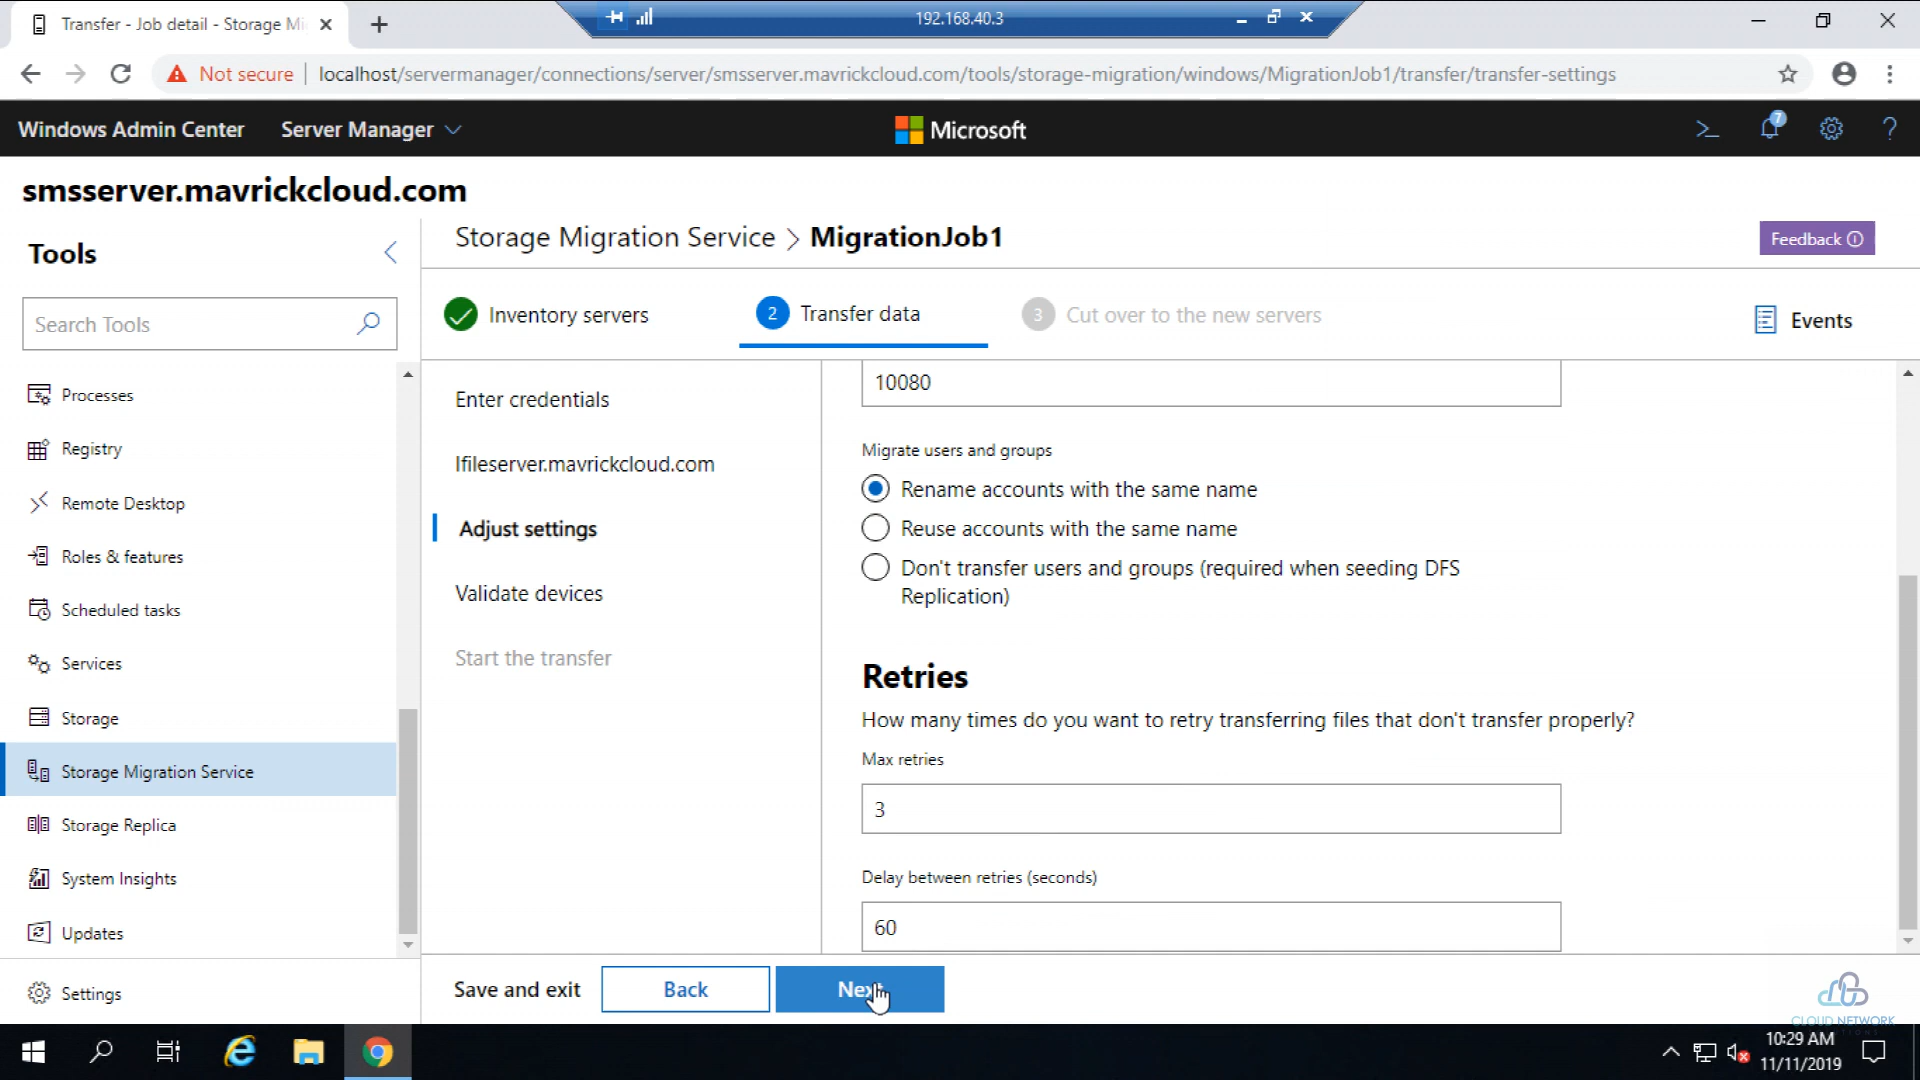 Transfer - Job detail - Storage Mi
192.168.40.3
Not secure
localhost/servermanager/connections/server/smsserver.mavrickcloud.com/tools/storage-migration/windows/MigrationJob1/transfer/transfer-settings
Windows Admin Center
Server Manager
Microsoft
7
smsserver.mavrickcloud.com
Tools
Storage Migration Service > MigrationJob1
Feedback
Search Tools
Inventory servers
2 Transfer data
3 Cut over to the new servers
Events
Processes
Registry
Remote Desktop
Roles & features
Scheduled tasks
Services
Storage
Storage Migration Service
Storage Replica
System Insights
Updates
Settings
Enter credentials
lfileserver.mavrickcloud.com
Adjust settings
Validate devices
Start the transfer
10080
Migrate users and groups
Rename accounts with the same name
Reuse accounts with the same name
Don't transfer users and groups (required when seeding DFS
Replication)
Retries
How many times do you want to retry transferring files that don't transfer properly?
Max retries
3
Delay between retries (seconds)
60
Save and exit
Back
Next
CLOUD NETWORK
10:29 AM
11/11/2019